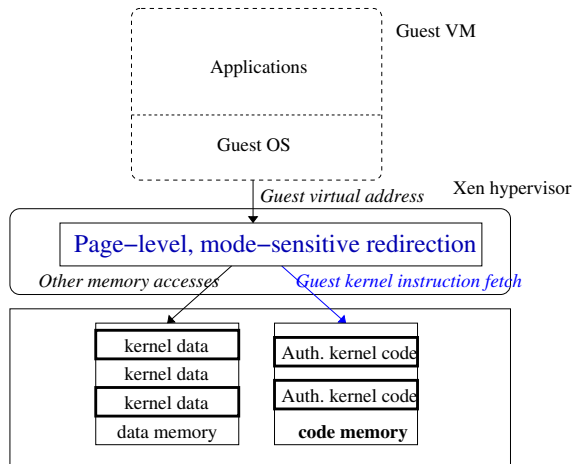 Guest VM
Applications
Guest OS
Guest virtual address
Xen hypervisor
Page−level, mode−sensitive redirection
Other memory accesses
Guest kernel instruction fetch
kernel data
kernel data
kernel data
data memory
Auth. kernel code
Auth. kernel code
code memory